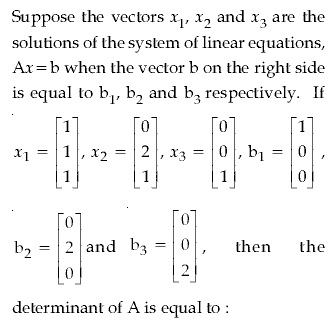 Suppose the vectors x₁, x₂ and x₃ are the
solutions of the system of linear equations,
Ax=b when the vector b on the right side
is equal to b₁, b₂ and b₃ respectively. If
x₁ = [1 1 1], x₂ = [0 2 1], x₃ = [0 0 1], b₁ = [1 0 0],
b₂ = [0 2 0] and b₃ = [0 0 2], then the
determinant of A is equal to :